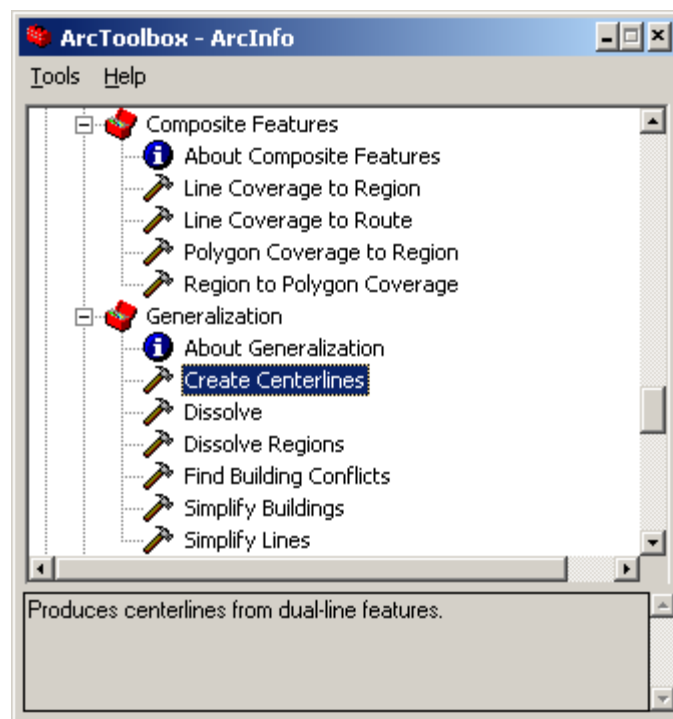 ArcToolbox - ArcInfo
Tools Help
Composite Features
About Composite Features
Line Coverage to Region
Line Coverage to Route
Polygon Coverage to Region
Region to Polygon Coverage
Generalization
About Generalization
Create Centerlines
Dissolve
Dissolve Regions
Find Building Conflicts
Simplify Buildings
Simplify Lines
Produces centerlines from dual-line features.